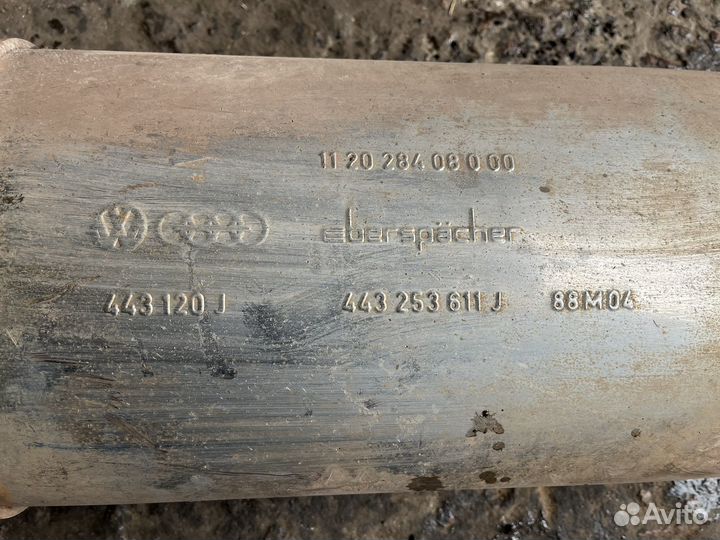 11 20 284 08 0 00
Eberspächer
443 120 J 443 253 611 J 88M04
Avito